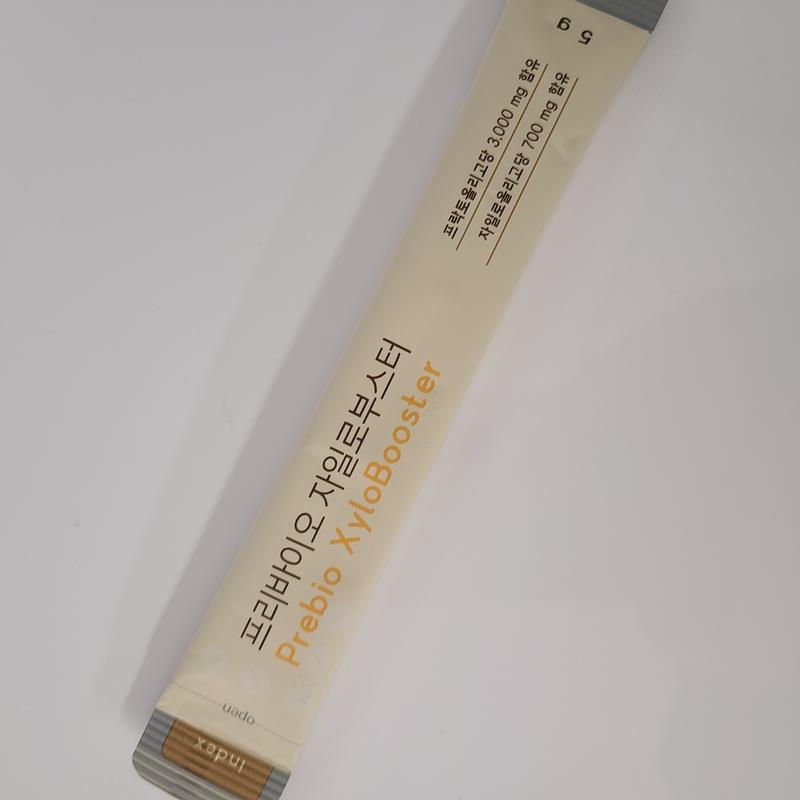 프리바이오 자일로부스터
Prebio XyloBooster
프락토올리고당 3,000 mg 함유
자일로올리고당 700 mg 함유
5 g
open
Index